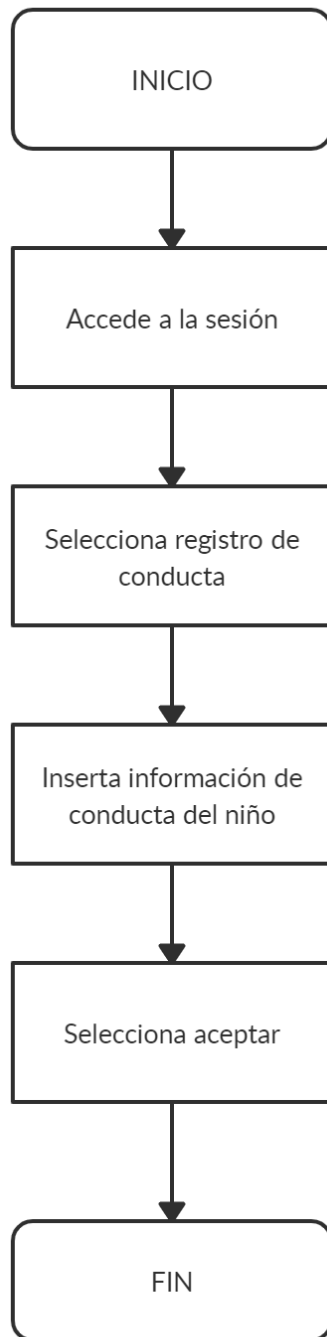 INICIO
Accede a la sesión
Selecciona registro de
conducta
Inserta información de
conducta del niño
Selecciona aceptar
FIN